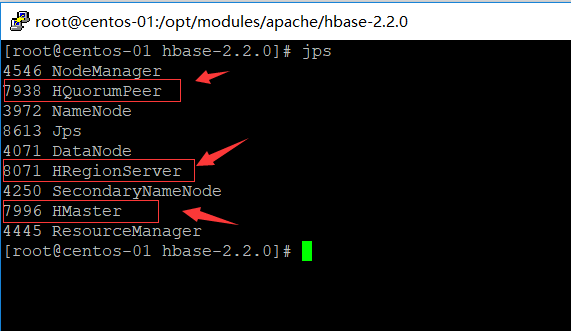 root@centos-01:/opt/modules/apache/hbase-2.2.0
[root@centos-01 hbase-2.2.0]# jps
4546 NodeManager
7938 HQuorumPeer
3972 NameNode
8613 Jps
4071 DataNode
8071 HRegionServer
4250 SecondaryNameNode
7996 HMaster
4445 ResourceManager
[root@centos-01 hbase-2.2.0]#